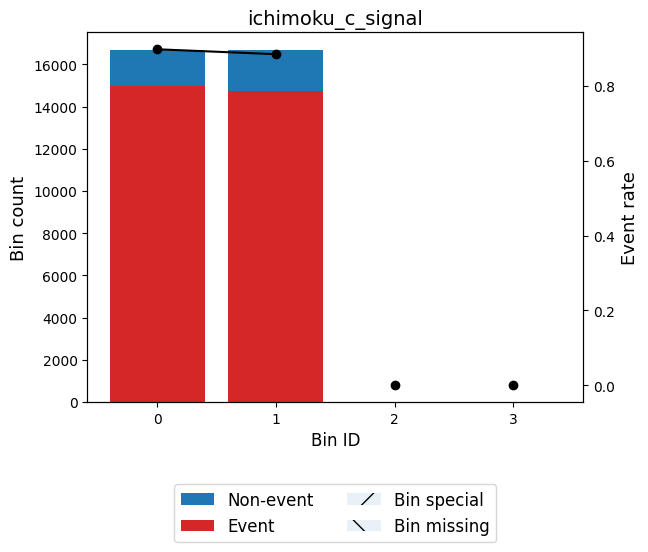 ichimoku_c_signal
16000
14000
12000
10000
8000
6000
4000
2000
0
Bin count
0.8
0.6
0.4
0.2
0.0
Event rate
0 1 2 3
Bin ID
Non-event Bin special
Event Bin missing